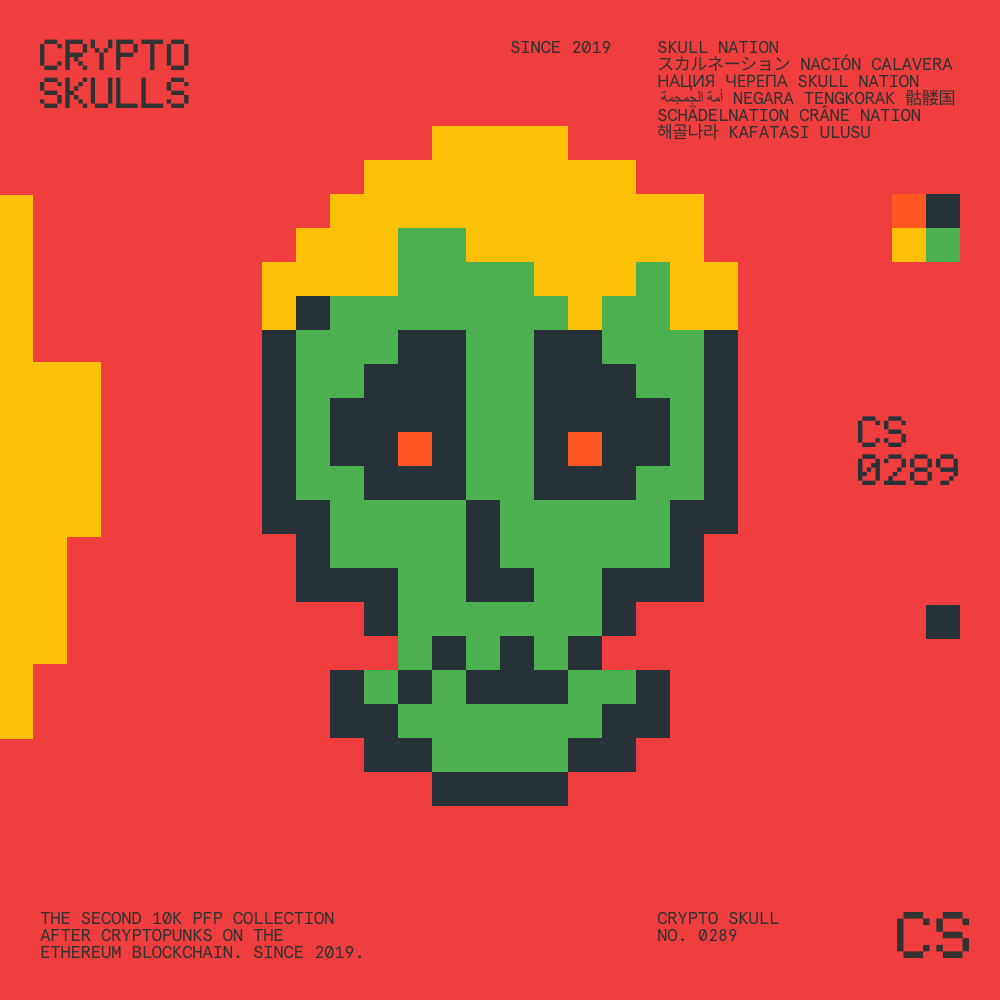 CRYPTO
SKULLS
SINCE 2019
SKULL NATION
スカルネーション NACIÓN CALAVERA
НАЦИЯ ЧЕРЕПА SKULL NATION
أمة الجمجمة NEGARA TENGKORAK 骷髅国
SCHÄDELNATION CRÂNE NATION
해골나라 KAFATASI ULUSU
CS
0289
THE SECOND 10K PFP COLLECTION
AFTER CRYPTOPUNKS ON THE
ETHEREUM BLOCKCHAIN. SINCE 2019.
CRYPTO SKULL
NO. 0289
CS